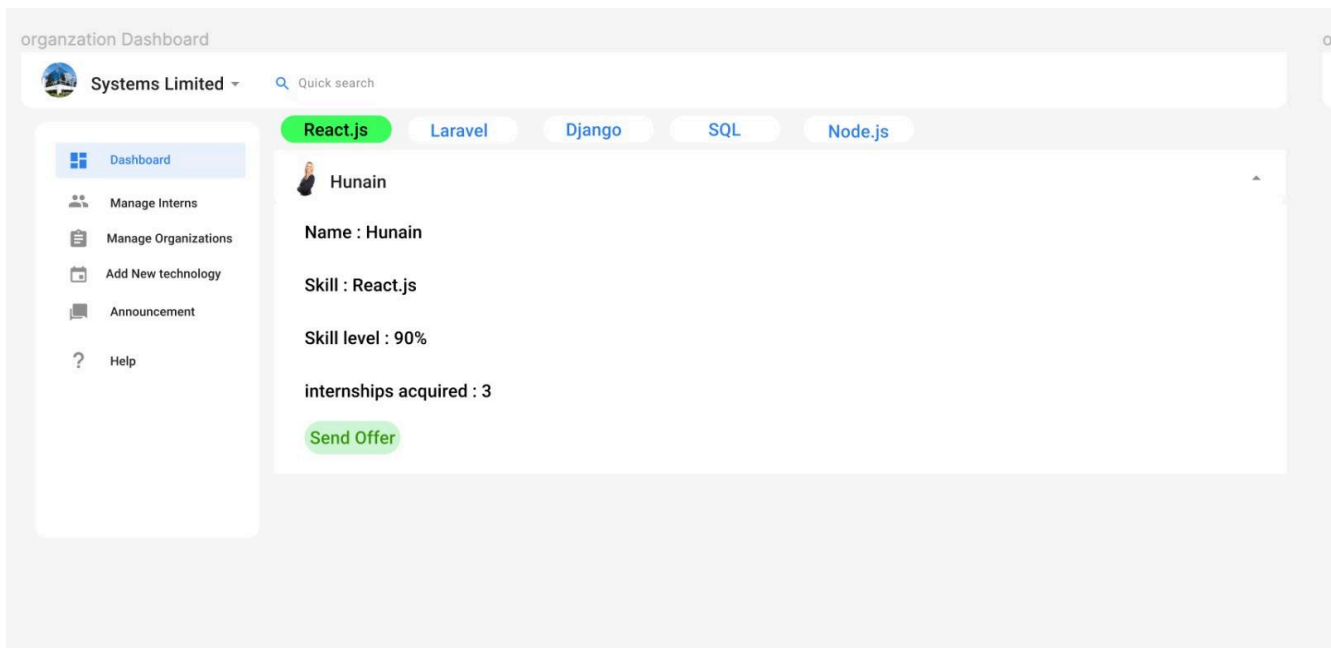 organzation Dashboard
Systems Limited
Quick search
React.js
Laravel
Django
SQL
Node.js
Dashboard
Manage Interns
Manage Organizations
Add New technology
Announcement
? Help
Hunain
Name : Hunain
Skill : React.js
Skill level : 90%
internships acquired : 3
Send Offer